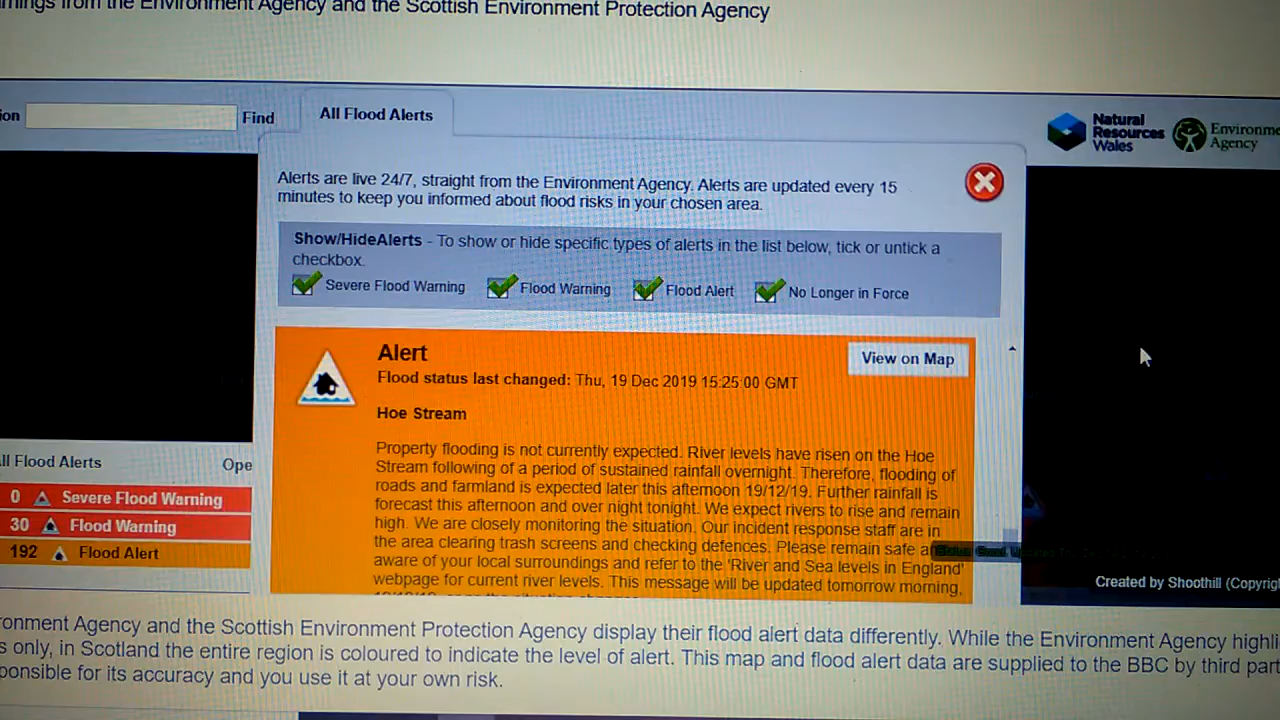 from the Environment Agency and the Scottish Environment Protection Agency
Find
All Flood Alerts
Natural
Resources
Wales
Agency
Alerts are live 24/7, straight from the Environment Agency. Alerts are updated every 15
minutes to keep you informed about flood risks in your chosen area.
Show/HideAlerts - To show or hide specific types of alerts in the list below, tick or untick a
checkbox.
Severe Flood Warning Flood Warning Flood Alert No Longer in Force
Alert
View on Map
Flood status last changed: Thu, 19 Dec 2019 15:25:00 GMT
Hoe Stream
Property flooding is not currently expected. River levels have risen on the Hoe
Stream following of a period of sustained rainfall overnight. Therefore, flooding of
roads and farmland is expected later this afternoon 19/12/19. Further rainfall is
forecast this afternoon and over night tonight. We expect rivers to rise and remain
high. We are closely monitoring the situation. Our incident response staff are in
the area clearing trash screens and checking defences. Please remain safe
aware of your local surroundings and refer to the 'River and Sea levels in England'
webpage for current river levels. This message will be updated tomorrow morning,
Flood Alerts
Ope
0 Severe Flood Warning
30 Flood Warning
192 Flood Alert
Created by Shoothill
Agency and the Scottish Environment Protection Agency display their flood alert data differently. While the Environment Agency
only, in Scotland the entire region is coloured to indicate the level of alert. This map and flood alert data are supplied to the BBC by third
for its accuracy and you use it at your own risk.